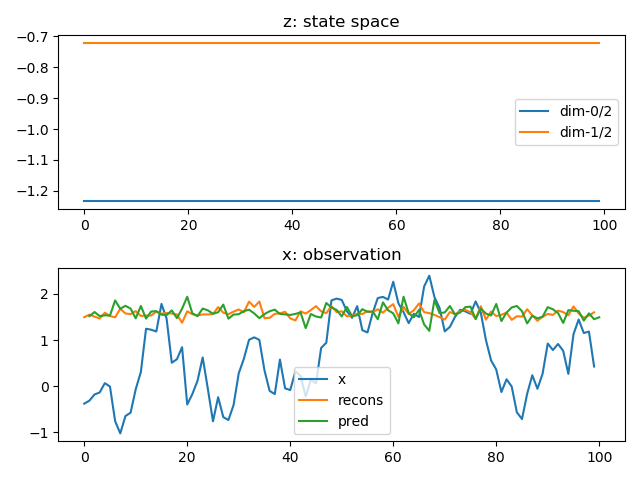 z: state space
−0.7
−0.8
−0.9
−1.0
−1.1
−1.2
dim-0/2
dim-1/2
0 20 40 60 80 100
x: observation
2
1
0
−1
x
recons
pred
0 20 40 60 80 100